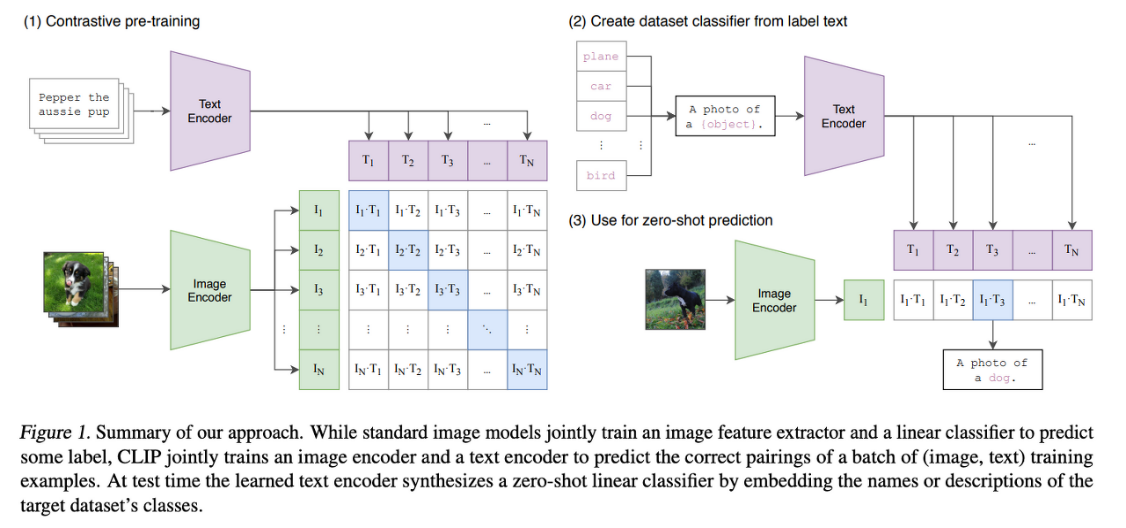 (1) Contrastive pre-training
Pepper the
aussie pup
Text
Encoder
...
T1 T2 T3 ... TN
I1 I1·T1 I1·T2 I1·T3 ... I1·TN
I2 I2·T1 I2·T2 I2·T3 ... I2·TN
I3 I3·T1 I3·T2 I3·T3 ... I3·TN
⋮ ⋮ ⋮ ⋮ ⋮ ⋱ ⋮
IN IN·T1 IN·T2 IN·T3 ... IN·TN
Image
Encoder
(2) Create dataset classifier from label text
plane
car
dog
⋮ ⋮
bird
A photo of
a {object}.
Text
Encoder
...
(3) Use for zero-shot prediction
Image
Encoder
T1 T2 T3 ... TN
I1 I1·T1 I1·T2 I1·T3 ... I1·TN
A photo of
a dog.
Figure 1. Summary of our approach. While standard image models jointly train an image feature extractor and a linear classifier to predict
some label, CLIP jointly trains an image encoder and a text encoder to predict the correct pairings of a batch of (image, text) training
examples. At test time the learned text encoder synthesizes a zero-shot linear classifier by embedding the names or descriptions of the
target dataset's classes.